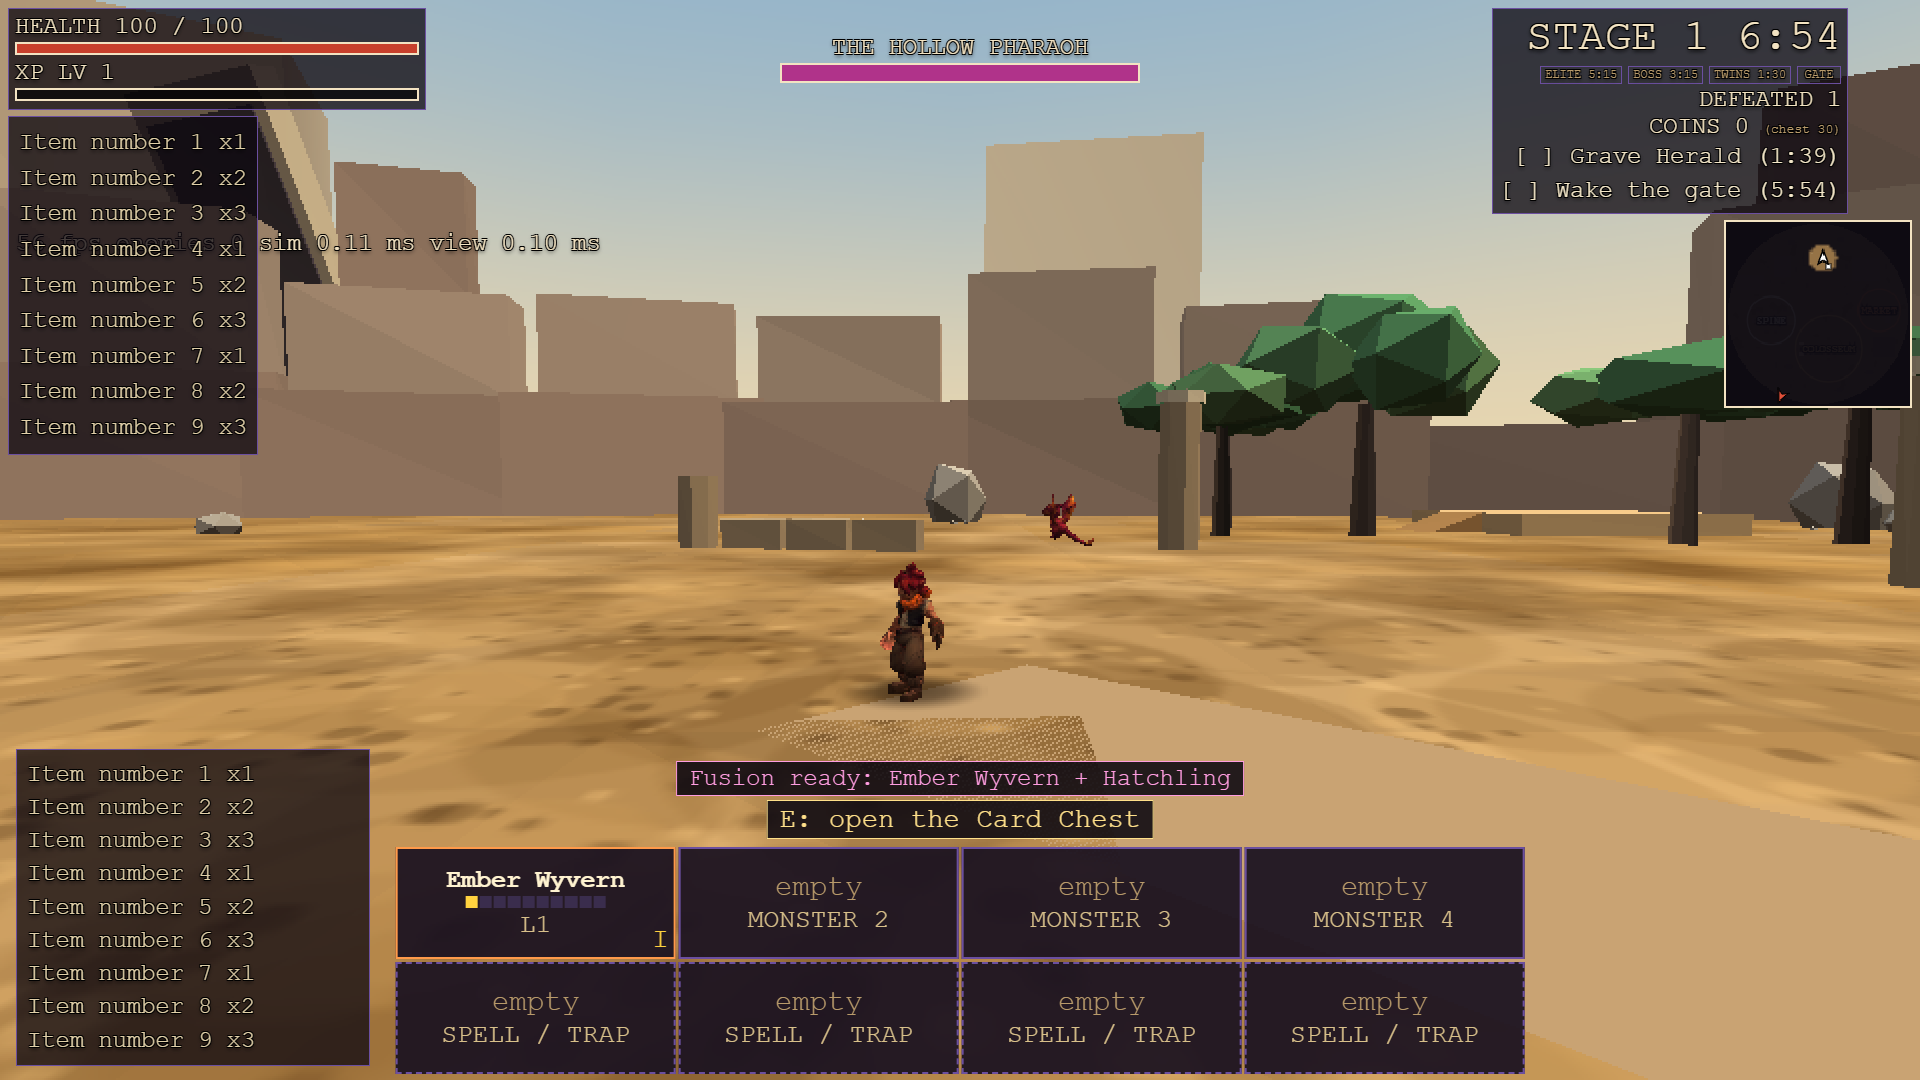 HEALTH 100 / 100
XP LV 1
THE HOLLOW PHARAOH
STAGE 1 6:54
ELITE 5:15 BOSS 3:15 TWINS 1:30 GATE
DEFEATED 1
COINS 0 (chest 30)
[ ] Grave Herald (1:39)
[ ] Wake the gate (5:54)
Item number 1 x1
Item number 2 x2
Item number 3 x3
sim 0.11 ms view 0.10 ms
Item number 4 x1
Item number 5 x2
Item number 6 x3
Item number 7 x1
Item number 8 x2
Item number 9 x3
Item number 1 x1
Item number 2 x2
Item number 3 x3
Item number 4 x1
Item number 5 x2
Item number 6 x3
Item number 7 x1
Item number 8 x2
Item number 9 x3
Fusion ready: Ember Wyvern + Hatchling
E: open the Card Chest
Ember Wyvern
L1
I
empty
MONSTER 2
empty
MONSTER 3
empty
MONSTER 4
empty
SPELL / TRAP
empty
SPELL / TRAP
empty
SPELL / TRAP
empty
SPELL / TRAP